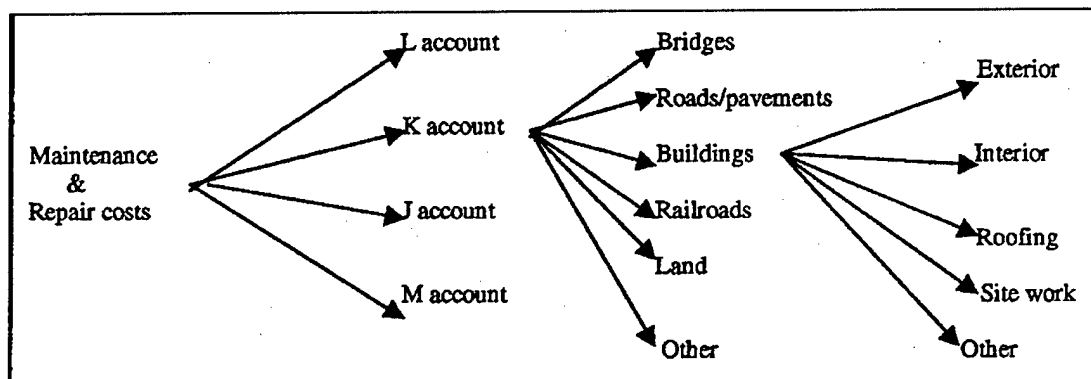 Maintenance
&
Repair costs
L account
K account
J account
M account
Bridges
Roads/pavements
Buildings
Railroads
Land
Other
Exterior
Interior
Roofing
Site work
Other